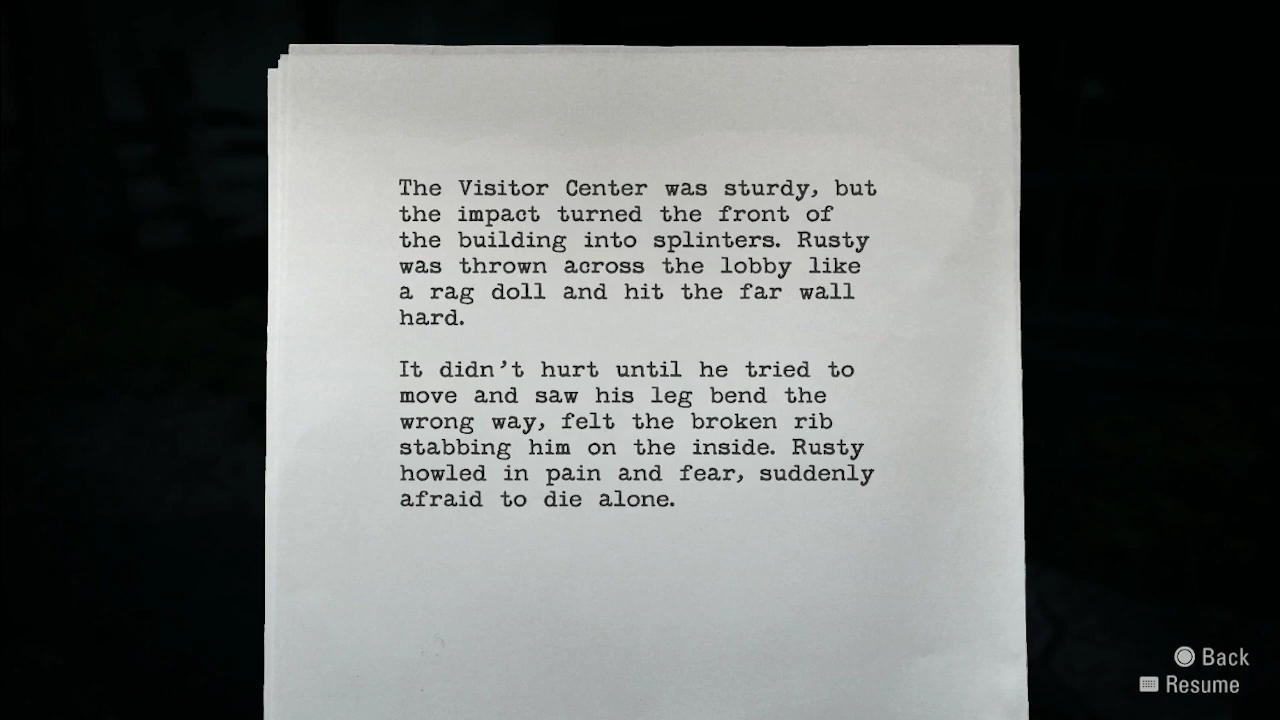 The Visitor Center was sturdy, but
the impact turned the front of
the building into splinters. Rusty
was thrown across the lobby like
a rag doll and hit the far wall
hard.
It didn't hurt until he tried to
move and saw his leg bend the
wrong way, felt the broken rib
stabbing him on the inside. Rusty
howled in pain and fear, suddenly
afraid to die alone.
Back
Resume